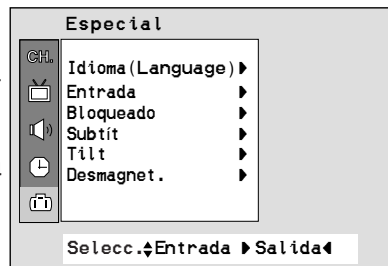 Especial
CH.
Idioma(Language)
Entrada
Bloqueado
Subtít
Tilt
Desmagnet.
Selecc. Entrada Salida